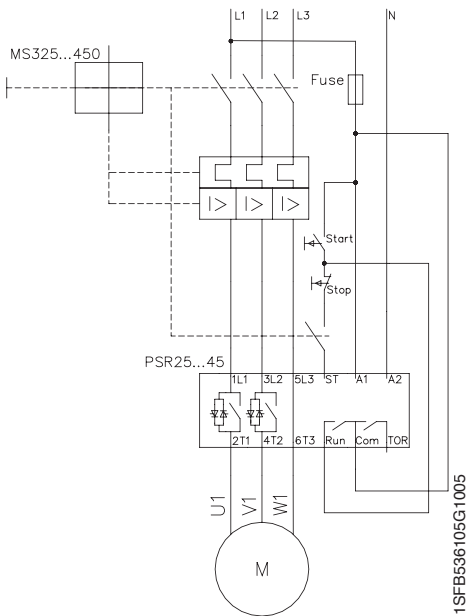 L1 L2 L3 N
MS325...450
Fuse
I> I> I>
Start
Stop
PSR25...45
1L1 3L2 5L3 ST A1 A2
2T1 4T2 6T3 Run Com TOR
U1 V1 W1
M
1SFB536105G1005